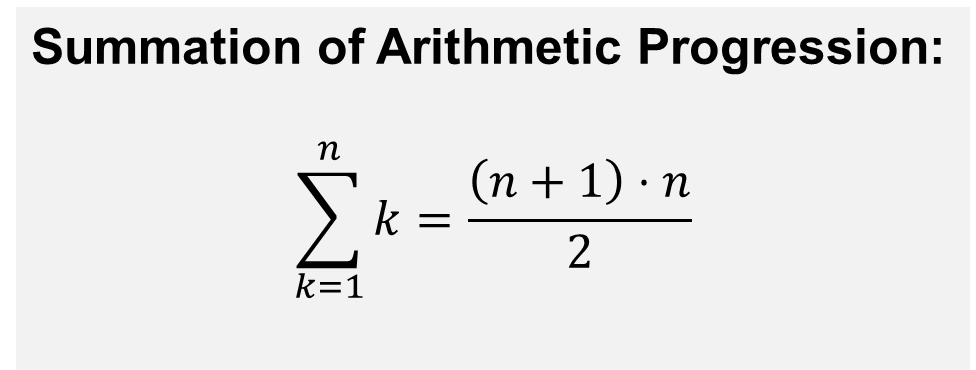 Summation of Arithmetic Progression:
n
∑ k = (n + 1) · n / 2
k=1